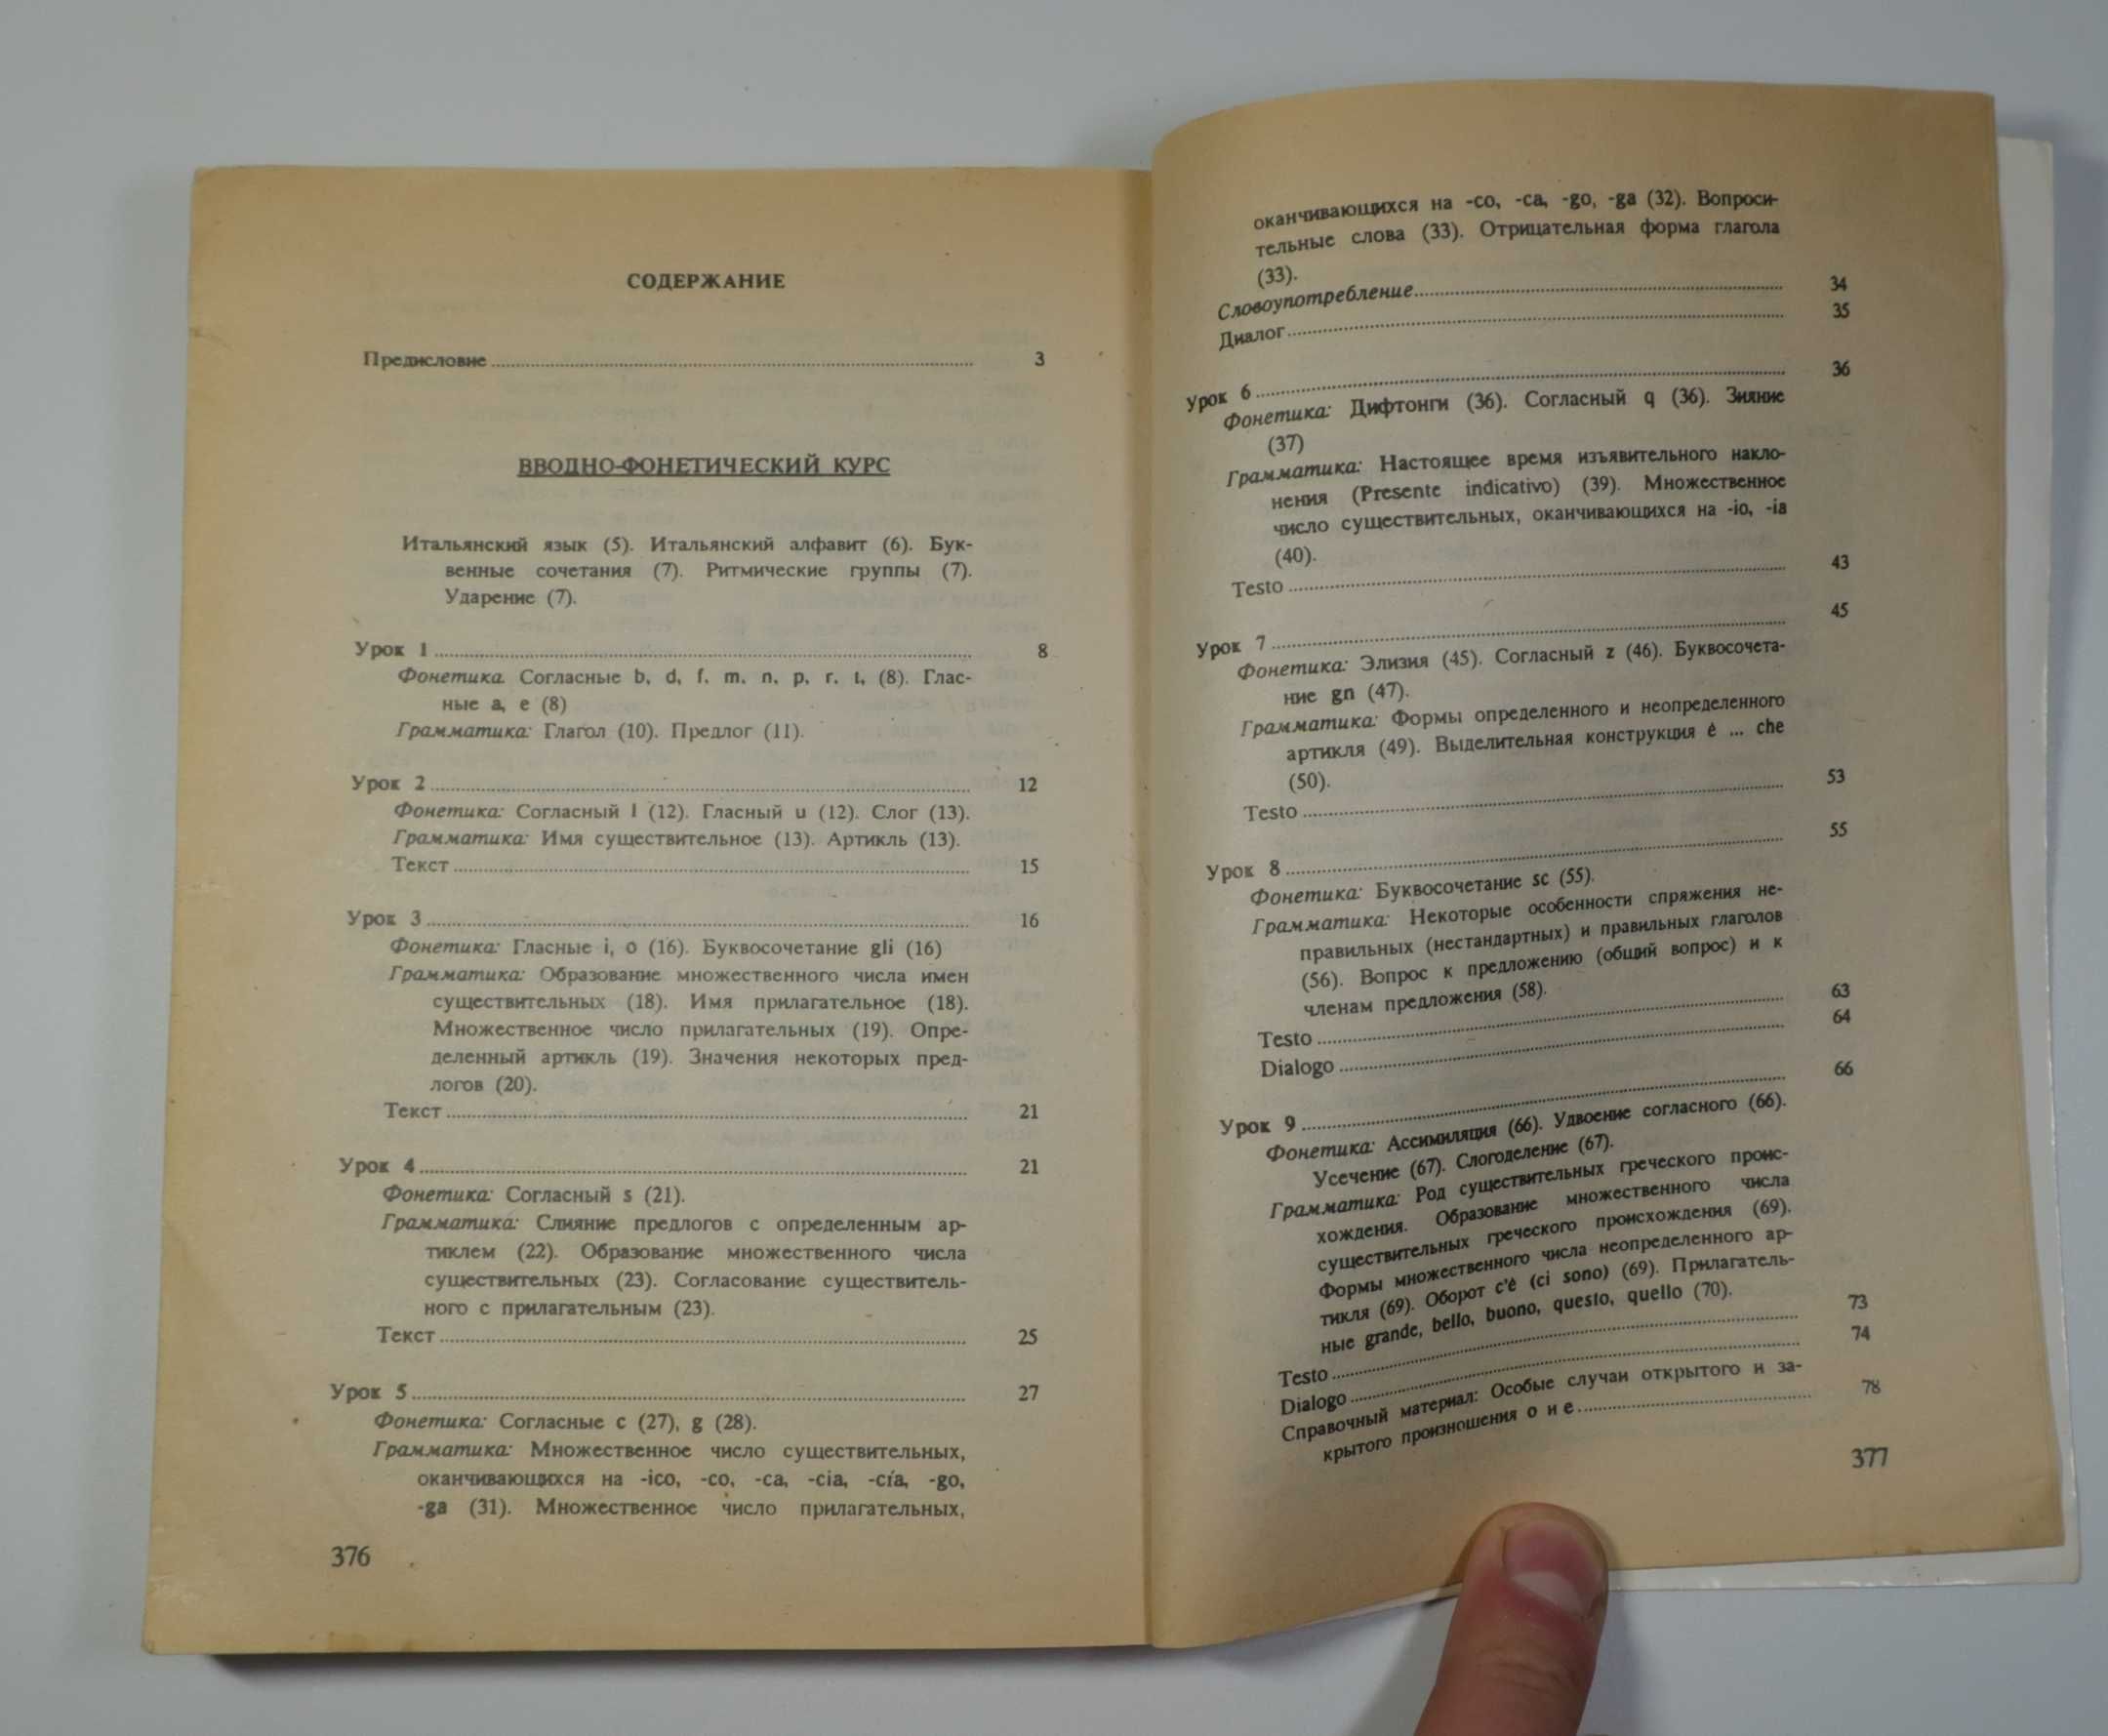 СОДЕРЖАНИЕ
Предисловие ........ 3
ВВОДНО-ФОНЕТИЧЕСКИЙ КУРС
Итальянский язык (5). Итальянский алфавит (6). Бук-
венные сочетания (7). Ритмические группы (7).
Ударение (7).
Урок 1 ........ 8
Фонетика. Согласные b, d, f, m, n, p, r, t, (8). Глас-
ные a, e (8)
Грамматика: Глагол (10). Предлог (11).
Урок 2 ........ 12
Фонетика: Согласный l (12). Гласный u (12). Слог (13).
Грамматика: Имя существительное (13). Артикль (13).
Текст ........ 15
Урок 3 ........ 16
Фонетика: Гласные i, o (16). Буквосочетание gli (16)
Грамматика: Образование множественного числа имен
существительных (18). Имя прилагательное (18).
Множественное число прилагательных (19). Опре-
деленный артикль (19). Значения некоторых пред-
логов (20).
Текст ........ 21
Урок 4 ........ 21
Фонетика: Согласный s (21).
Грамматика: Слияние предлогов с определенным ар-
тиклем (22). Образование множественного числа
существительных (23). Согласование существитель-
ного с прилагательным (23).
Текст ........ 25
Урок 5 ........ 27
Фонетика: Согласные c (27), g (28).
Грамматика: Множественное число существительных,
оканчивающихся на -ico, -co, -ca, -cia, -cía, -go,
-ga (31). Множественное число прилагательных,
376
оканчивающихся на -co, -ca, -go, -ga (32). Вопроси-
тельные слова (33). Отрицательная форма глагола
(33).
Словоупотребление ........ 34
Диалог ........ 35
Урок 6 ........ 36
Фонетика: Дифтонги (36). Согласный q (36). Зияние
(37)
Грамматика: Настоящее время изъявительного накло-
нения (Presente indicativo) (39). Множественное
число существительных, оканчивающихся на -io, -ia
(40).
Testo ........ 43
Урок 7 ........ 45
Фонетика: Элизия (45). Согласный z (46). Буквосочета-
ние gn (47).
Грамматика: Формы определенного и неопределенного
артикля (49). Выделительная конструкция è ... che
(50).
Testo ........ 53
Урок 8 ........ 55
Фонетика: Буквосочетание sc (55).
Грамматика: Некоторые особенности спряжения не-
правильных (нестандартных) и правильных глаголов
(56). Вопрос к предложению (общий вопрос) и к
членам предложения (58).
Testo ........ 63
Dialogo ........ 64
Урок 9 ........ 66
Фонетика: Ассимиляция (66). Удвоение согласного (66).
Усечение (67). Слогоделение (67).
Грамматика: Род существительных греческого проис-
хождения. Образование множественного числа
существительных греческого происхождения (69).
Формы множественного числа неопределенного ар-
тикля (69). Оборот c'è (ci sono) (69). Прилагатель-
ные grande, bello, buono, questo, quello (70).
Testo ........ 73
Dialogo ........ 74
Справочный материал: Особые случаи открытого и за-
крытого произношения о и е ........ 78
377